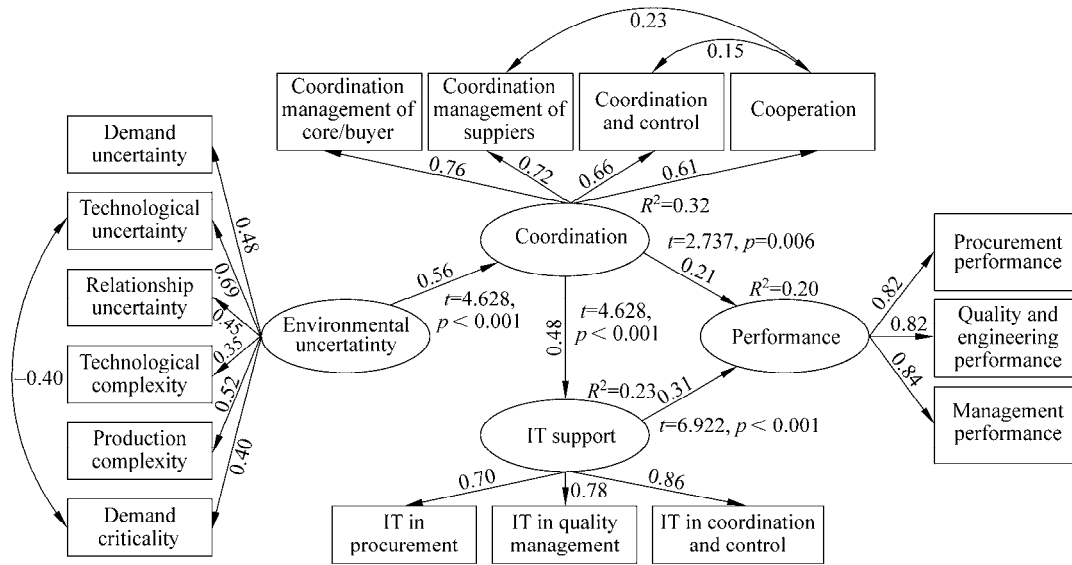 0.23
0.15
Coordination
management of
core/buyer
Coordination
management of
suppiers
Coordination
and control
Cooperation
0.76
0.72
0.66
0.61
Demand
uncertainty
Technological
uncertainty
Relationship
uncertainty
Technological
complexity
Production
complexity
Demand
criticality
−0.40
0.48
0.69
0.45
0.35
0.52
0.40
Environmental
uncertatinty
0.56
t=4.628,
p < 0.001
Coordination
R²=0.32
t=2.737, p=0.006
0.21
t=4.628,
p < 0.001
0.48
R²=0.20
Performance
R²=0.23
0.31
t=6.922, p < 0.001
IT support
0.70
0.78
0.86
IT in
procurement
IT in quality
management
IT in coordination
and control
0.82
0.82
0.84
Procurement
performance
Quality and
engineering
performance
Management
performance